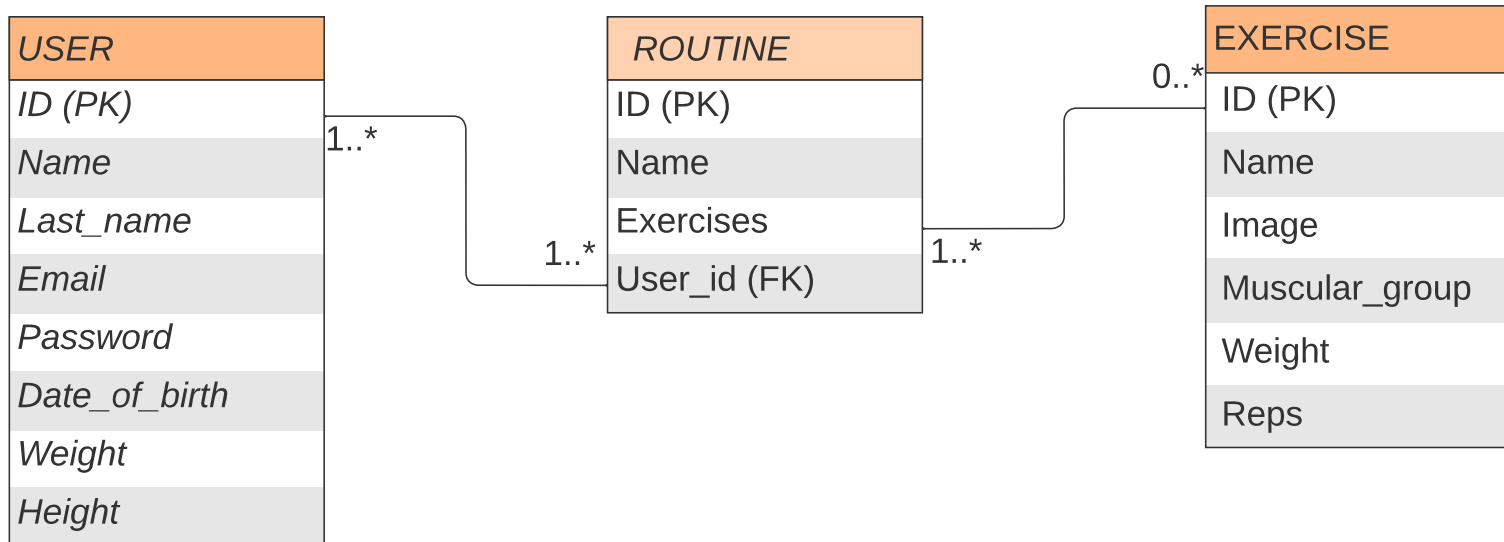 USER
ID (PK)
Name
Last_name
Email
Password
Date_of_birth
Weight
Height
1..*
1..*
ROUTINE
ID (PK)
Name
Exercises
User_id (FK)
1..*
0..*
EXERCISE
ID (PK)
Name
Image
Muscular_group
Weight
Reps